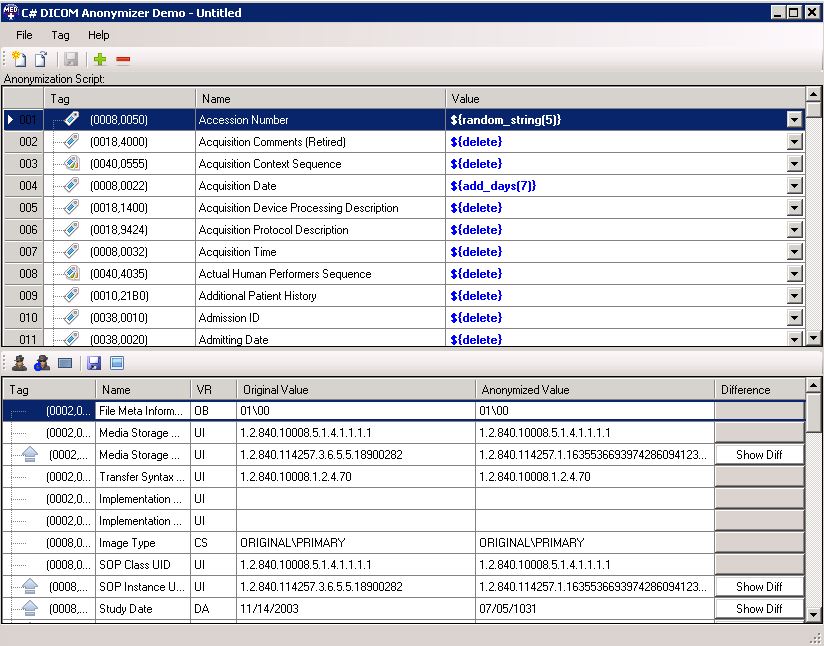 C# DICOM Anonymizer Demo - Untitled
File Tag Help
Anonymization Script:
Tag Name Value
001 (0008,0050) Accession Number ${random_string(5)}
002 (0018,4000) Acquisition Comments (Retired) ${delete}
003 (0040,0555) Acquisition Context Sequence ${delete}
004 (0008,0022) Acquisition Date ${add_days(7)}
005 (0018,1400) Acquisition Device Processing Description ${delete}
006 (0018,9424) Acquisition Protocol Description ${delete}
007 (0008,0032) Acquisition Time ${delete}
008 (0040,4035) Actual Human Performers Sequence ${delete}
009 (0010,21B0) Additional Patient History ${delete}
010 (0038,0010) Admission ID ${delete}
011 (0038,0020) Admitting Date ${delete}
Tag Name VR Original Value Anonymized Value Difference
(0002,0... File Meta Inform... OB 01\00 01\00
(0002,0... Media Storage ... UI 1.2.840.10008.5.1.4.1.1.1.1 1.2.840.10008.5.1.4.1.1.1.1
(0002,... Media Storage ... UI 1.2.840.114257.3.6.5.5.18900282 1.2.840.114257.1.1635536693974286094123... Show Diff
(0002,0... Transfer Syntax ... UI 1.2.840.10008.1.2.4.70 1.2.840.10008.1.2.4.70
(0002,0... Implementation ... UI
(0002,0... Implementation ... UI
(0008,0... Image Type CS ORIGINAL\PRIMARY ORIGINAL\PRIMARY
(0008,0... SOP Class UID UI 1.2.840.10008.5.1.4.1.1.1.1 1.2.840.10008.5.1.4.1.1.1.1
(0008,... SOP Instance U... UI 1.2.840.114257.3.6.5.5.18900282 1.2.840.114257.1.1635536693974286094123... Show Diff
(0008,... Study Date DA 11/14/2003 07/05/1031 Show Diff